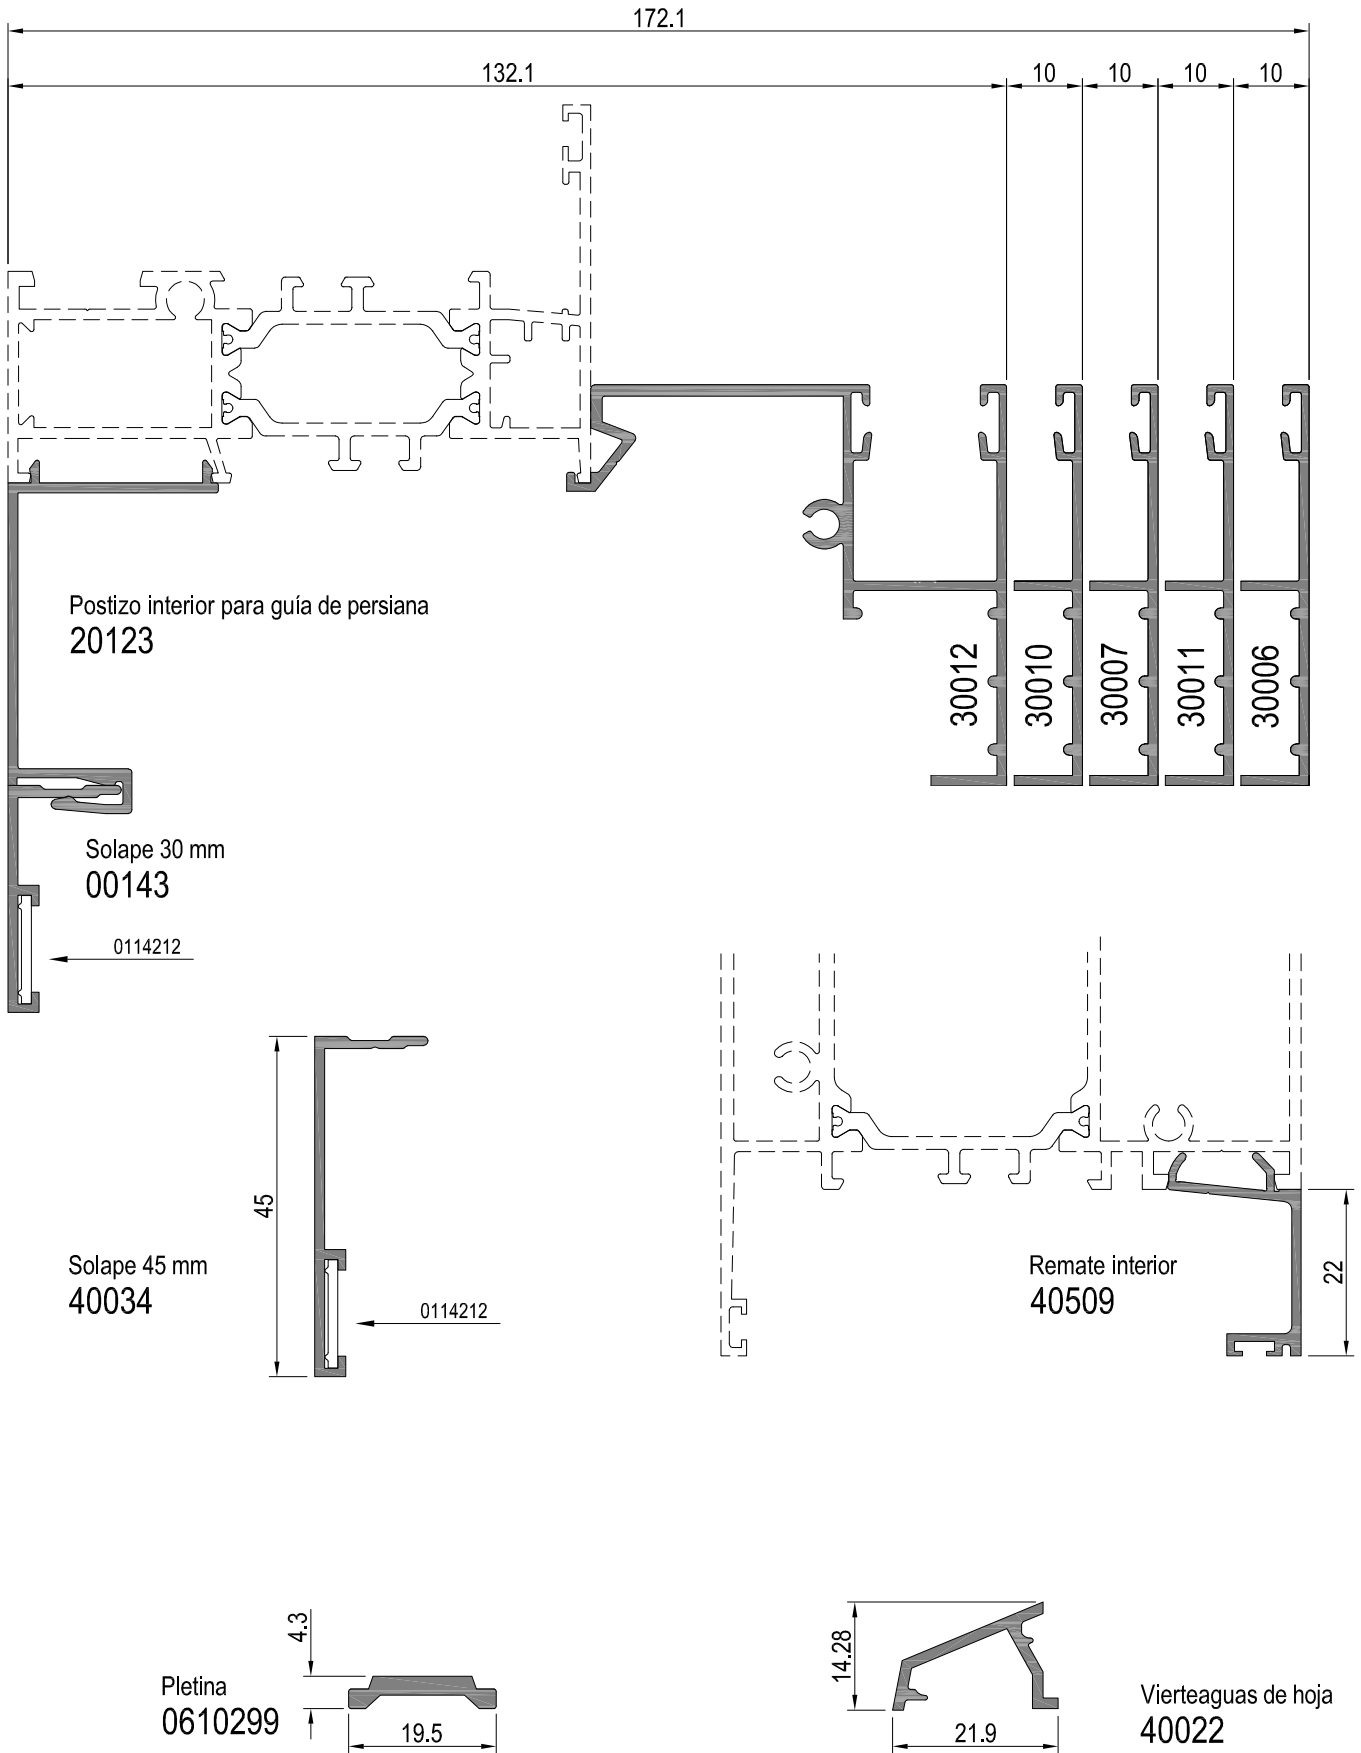 172.1
132.1 10 10 10 10
Postizo interior para guía de persiana
20123
30012 30010 30007 30011 30006
Solape 30 mm
00143
0114212
45
Solape 45 mm
40034
0114212
Remate interior
40509
22
4.3
Pletina
0610299
19.5
14.28
21.9
Vierteaguas de hoja
40022